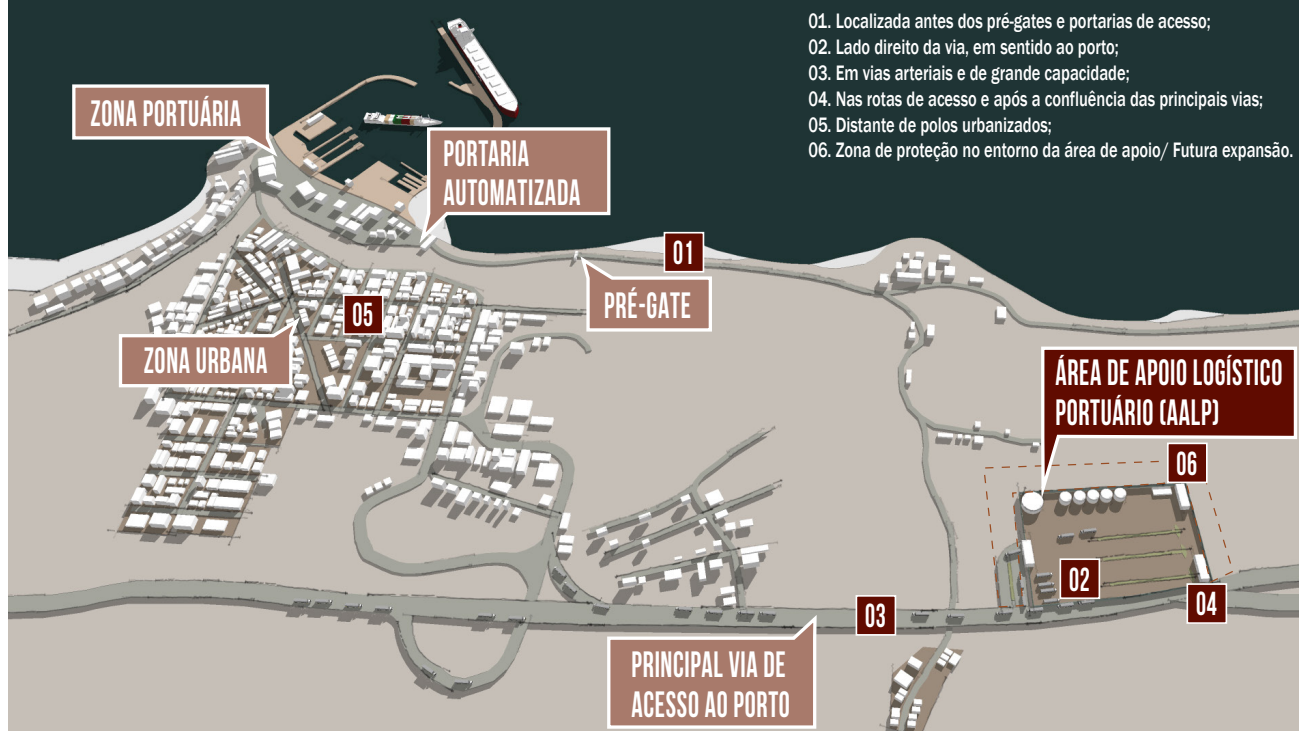 01. Localizada antes dos pré-gates e portarias de acesso;
02. Lado direito da via, em sentido ao porto;
03. Em vias arteriais e de grande capacidade;
04. Nas rotas de acesso e após a confluência das principais vias;
05. Distante de polos urbanizados;
06. Zona de proteção no entorno da área de apoio/ Futura expansão.
ZONA PORTUÁRIA
PORTARIA
AUTOMATIZADA
01
PRÉ-GATE
05
ZONA URBANA
ÁREA DE APOIO LOGÍSTICO
PORTUÁRIO (AALP)
06
02
04
03
PRINCIPAL VIA DE
ACESSO AO PORTO